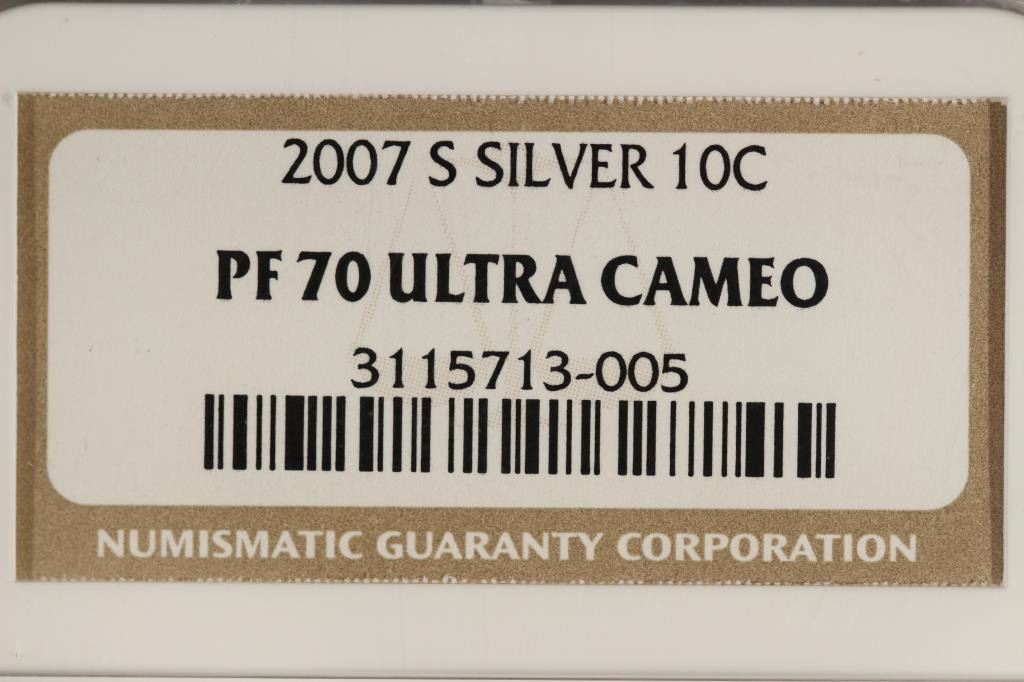 2007 S SILVER 10C
PF 70 ULTRA CAMEO
3115713-005
NUMISMATIC GUARANTY CORPORATION